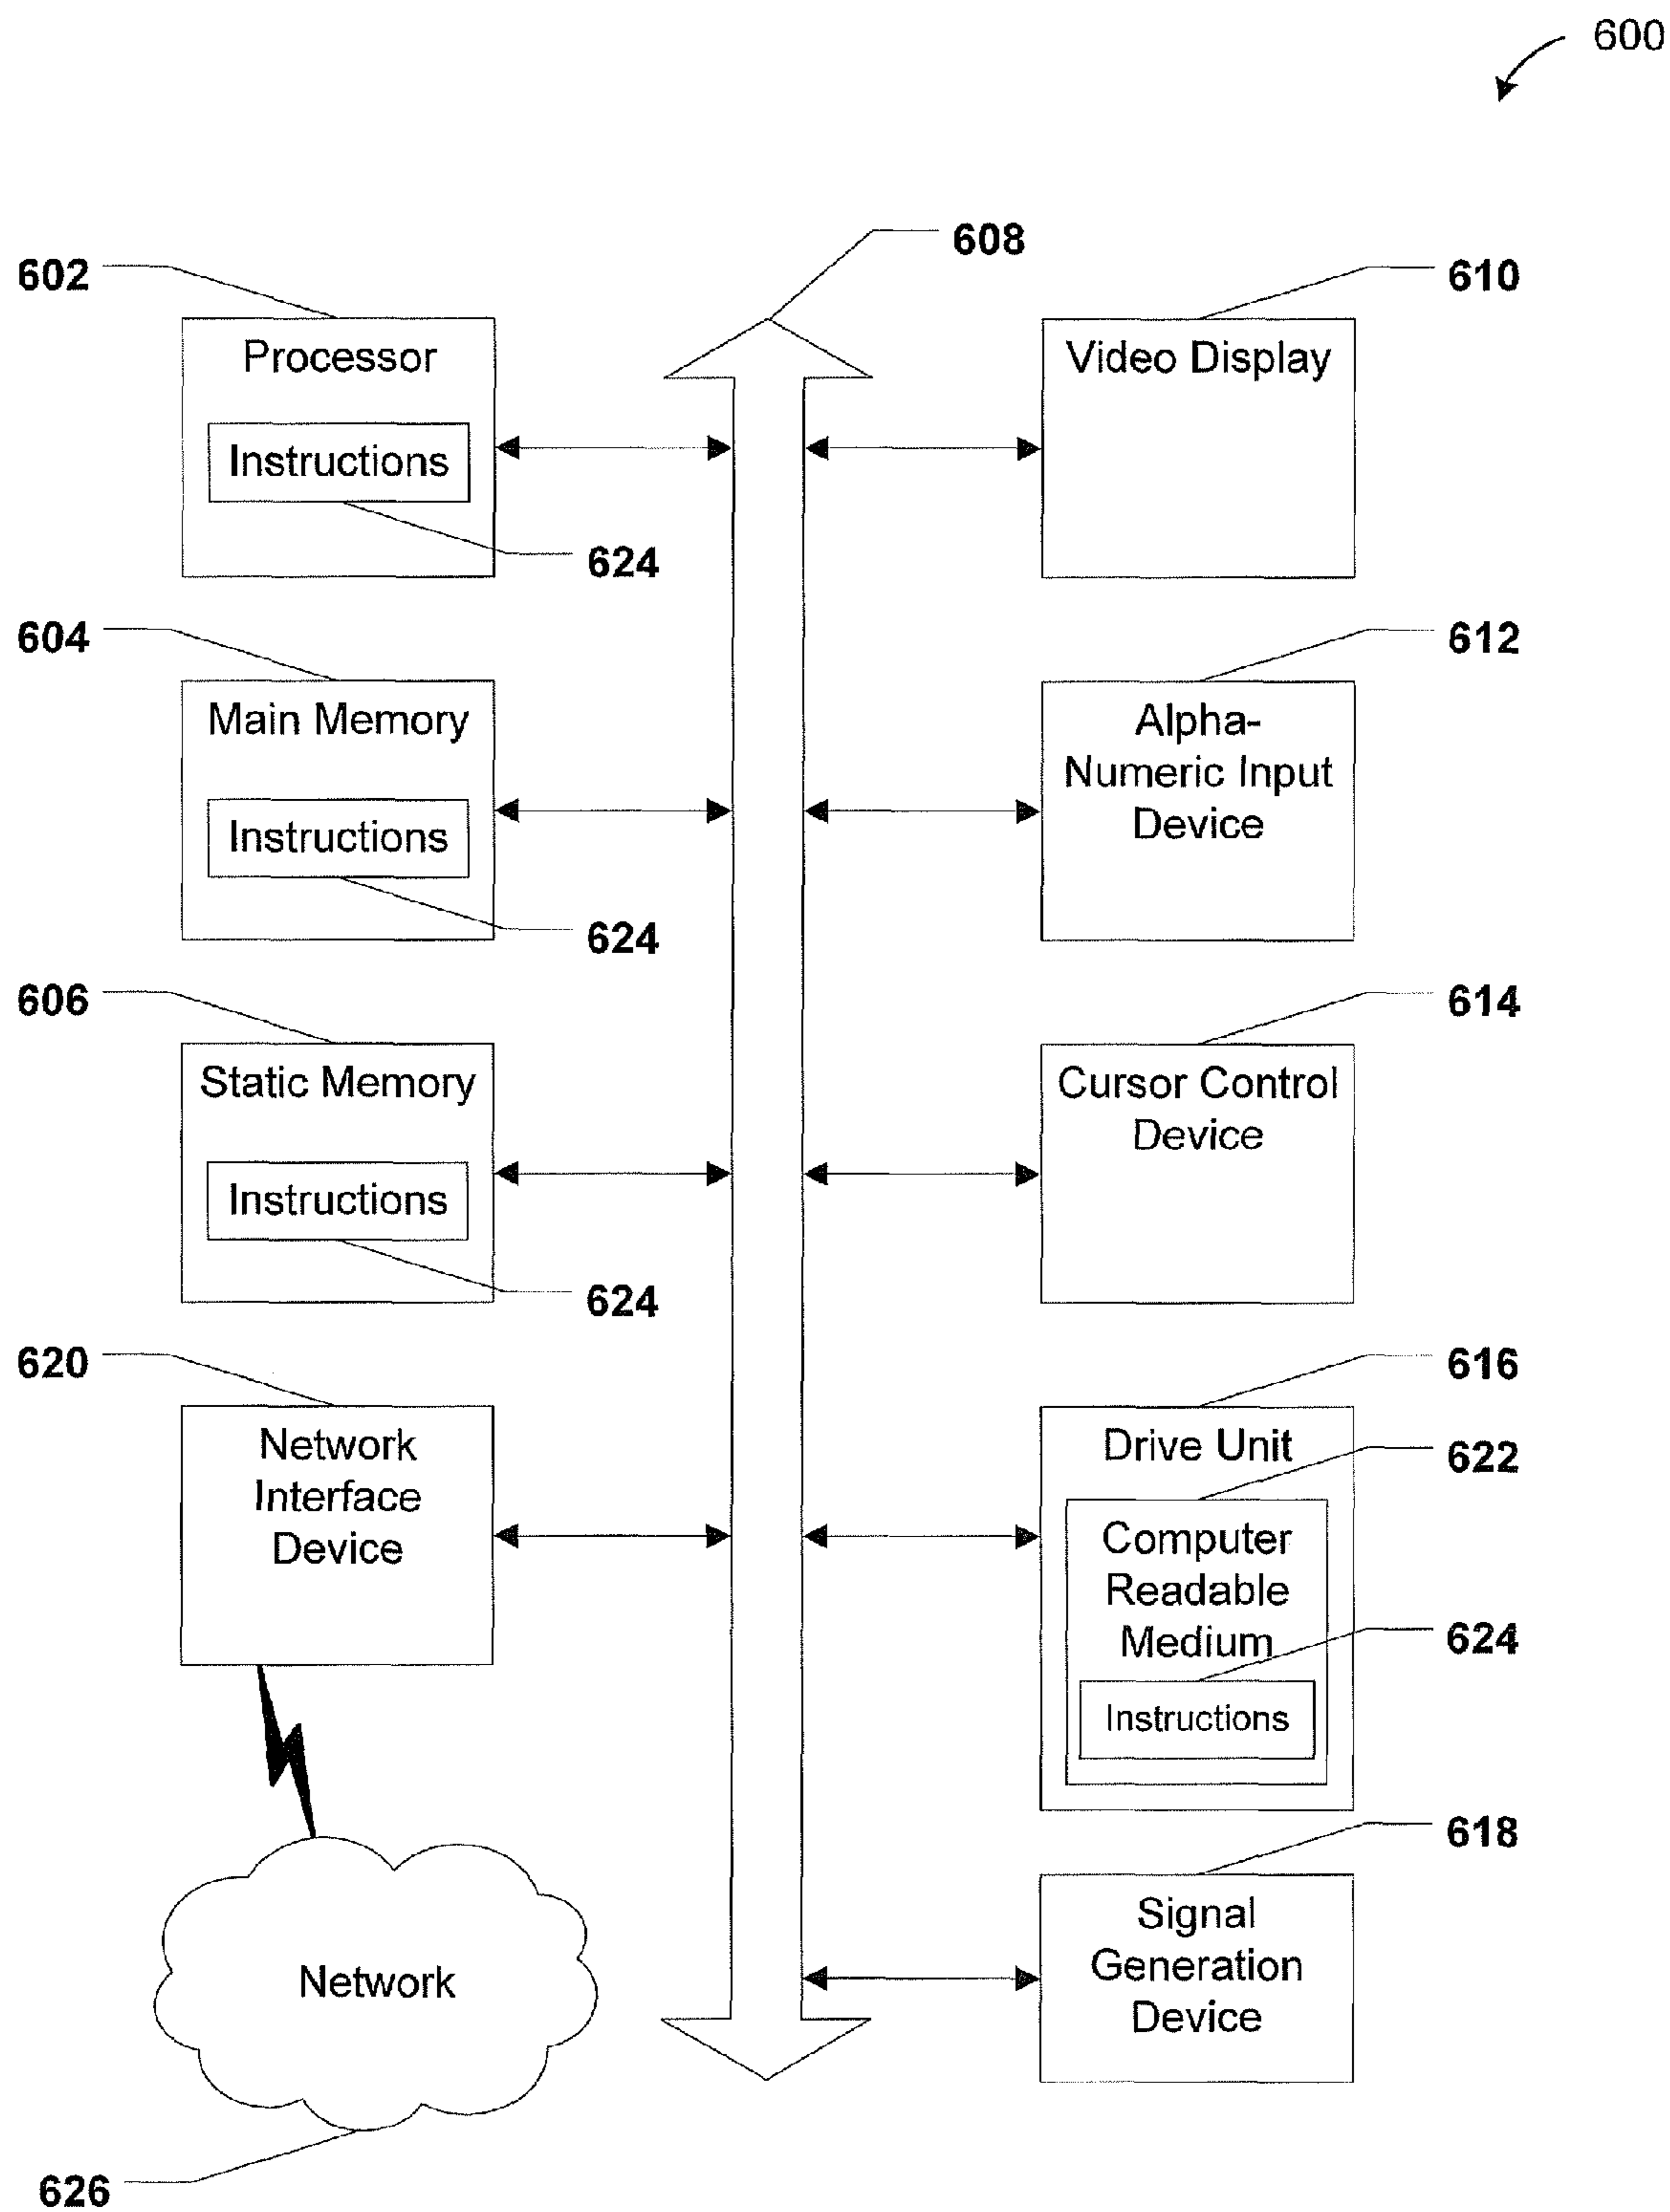 600
608
602
610
Processor
Video Display
Instructions
624
604
612
Main Memory
Alpha-
Numeric Input
Device
Instructions
624
606
614
Static Memory
Cursor Control
Device
Instructions
624
620
616
Network
Interface
Device
Drive Unit
622
Computer
Readable
Medium
624
Instructions
618
Signal
Generation
Device
Network
626